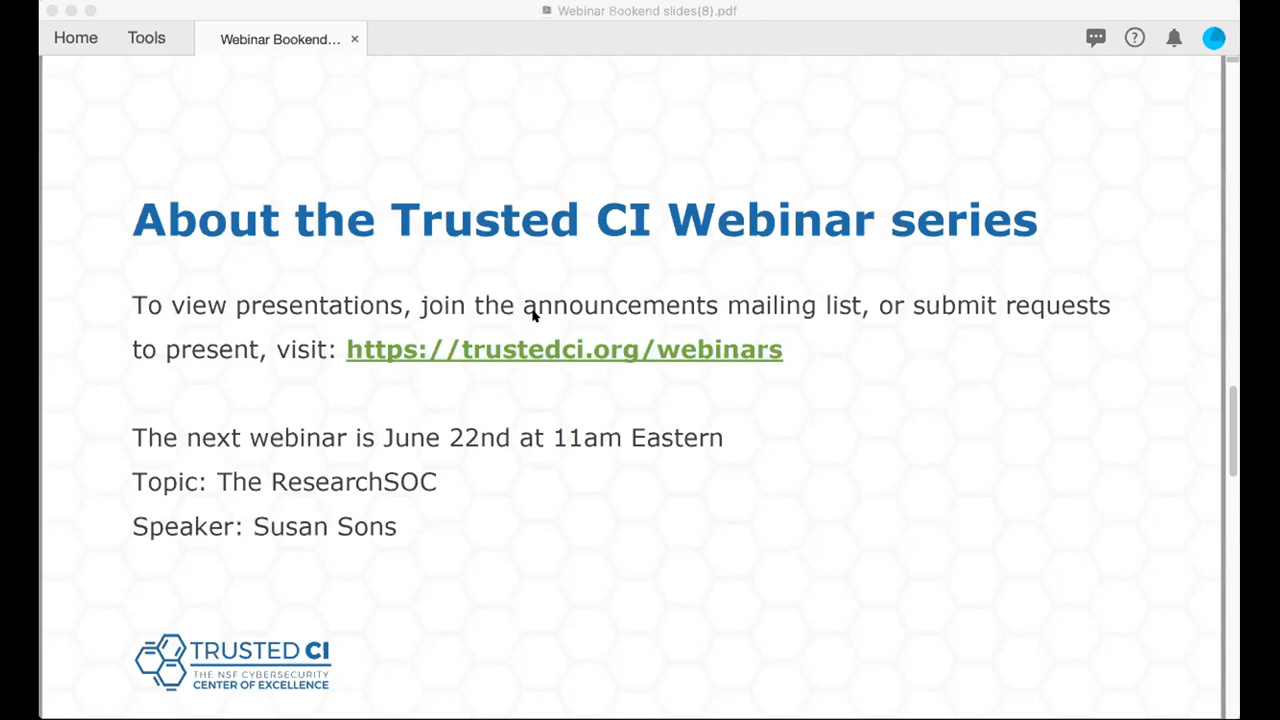 Webinar Bookend slides(8).pdf
Home Tools Webinar Bookend... ×
About the Trusted CI Webinar series
To view presentations, join the announcements mailing list, or submit requests
to present, visit: https://trustedci.org/webinars
The next webinar is June 22nd at 11am Eastern
Topic: The ResearchSOC
Speaker: Susan Sons
TRUSTED CI
THE NSF CYBERSECURITY
CENTER OF EXCELLENCE